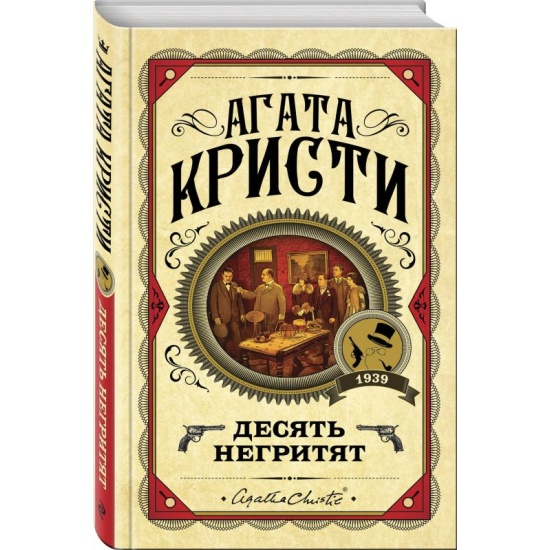 АГАТА КРИСТИ
ДЕСЯТЬ НЕГРИТЯТ
АГАТА
КРИСТИ
1939
ДЕСЯТЬ
НЕГРИТЯТ
Agatha Christie